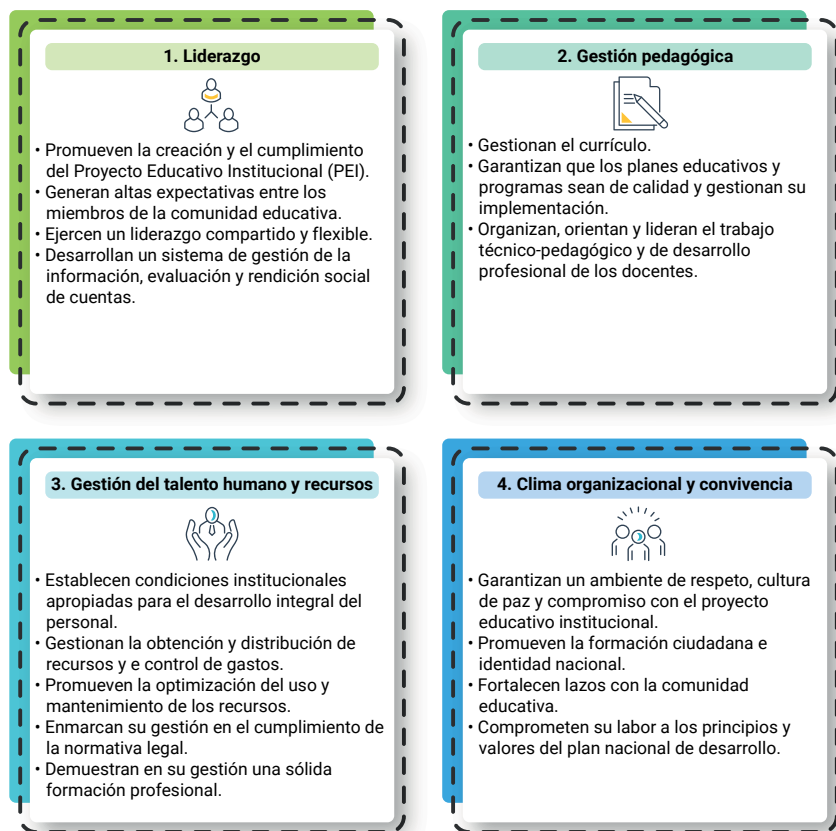 1. Liderazgo
• Promueven la creación y el cumplimiento
del Proyecto Educativo Institucional (PEI).
• Generan altas expectativas entre los
miembros de la comunidad educativa.
• Ejercen un liderazgo compartido y flexible.
• Desarrollan un sistema de gestión de la
información, evaluación y rendición social
de cuentas.
2. Gestión pedagógica
• Gestionan el currículo.
• Garantizan que los planes educativos y
programas sean de calidad y gestionan su
implementación.
• Organizan, orientan y lideran el trabajo
técnico-pedagógico y de desarrollo
profesional de los docentes.
3. Gestión del talento humano y recursos
• Establecen condiciones institucionales
apropiadas para el desarrollo integral del
personal.
• Gestionan la obtención y distribución de
recursos y e control de gastos.
• Promueven la optimización del uso y
mantenimiento de los recursos.
• Enmarcan su gestión en el cumplimiento de
la normativa legal.
• Demuestran en su gestión una sólida
formación profesional.
4. Clima organizacional y convivencia
• Garantizan un ambiente de respeto, cultura
de paz y compromiso con el proyecto
educativo institucional.
• Promueven la formación ciudadana e
identidad nacional.
• Fortalecen lazos con la comunidad
educativa.
• Comprometen su labor a los principios y
valores del plan nacional de desarrollo.